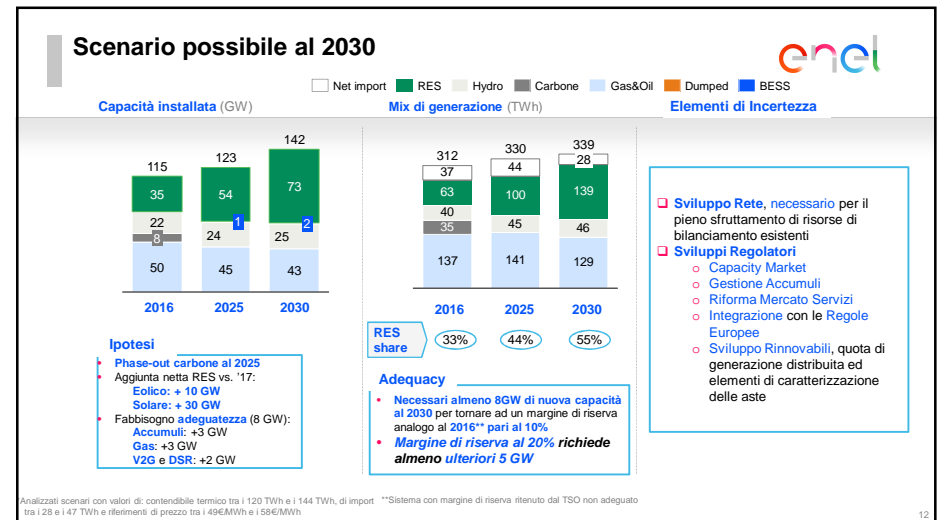 Scenario possibile al 2030
enel
Net import RES Hydro Carbone Gas&Oil Dumped BESS
Capacità installata (GW)
115
35
22
8
50
2016
123
54
1
24
45
2025
142
73
2
25
43
2030
Mix di generazione (TWh)
312
37
63
40
35
137
2016
330
44
100
45
141
2025
339
28
139
46
129
2030
RES
share
33% 44% 55%
Ipotesi
• Phase-out carbone al 2025
• Aggiunta netta RES vs. '17:
Eolico: + 10 GW
Solare: + 30 GW
• Fabbisogno adeguatezza (8 GW):
Accumuli: +3 GW
Gas: +3 GW
V2G e DSR: +2 GW
Adequacy
• Necessari almeno 8GW di nuova capacità
al 2030 per tornare ad un margine di riserva
analogo al 2016** pari al 10%
• Margine di riserva al 20% richiede
almeno ulteriori 5 GW
Elementi di Incertezza
❑ Sviluppo Rete, necessario per il
pieno sfruttamento di risorse di
bilanciamento esistenti
❑ Sviluppi Regolatori
o Capacity Market
o Gestione Accumuli
o Riforma Mercato Servizi
o Integrazione con le Regole
Europee
o Sviluppo Rinnovabili, quota di
generazione distribuita ed
elementi di caratterizzazione
delle aste
*Analizzati scenari con valori di: contendibile termico tra i 120 TWh e i 144 TWh, di import
tra i 28 e i 47 TWh e riferimenti di prezzo tra i 49€/MWh e i 58€/MWh
**Sistema con margine di riserva ritenuto dal TSO non adeguato
12